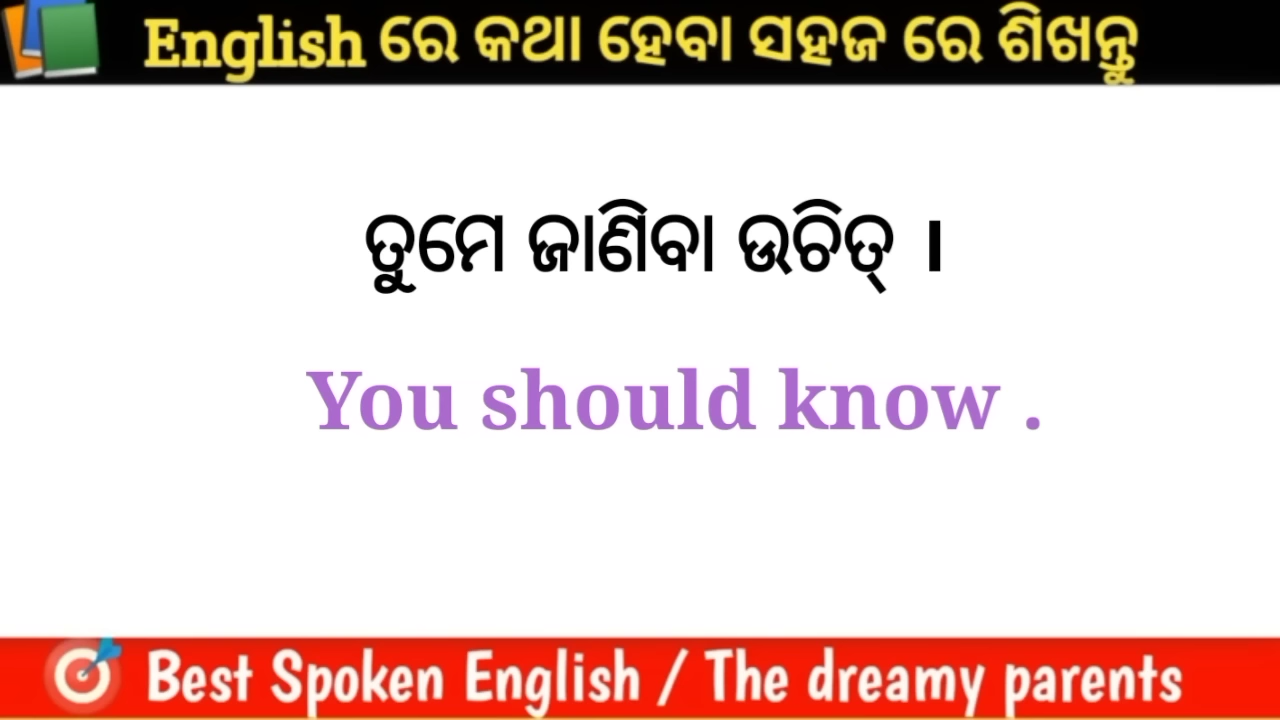 English ରେ କଥା ହେବା ସହଜ ରେ ଶିଖନ୍ତୁ
ତୁମେ ଜାଣିବା ଉଚିତ୍ ।
You should know .
Best Spoken English / The dreamy parents